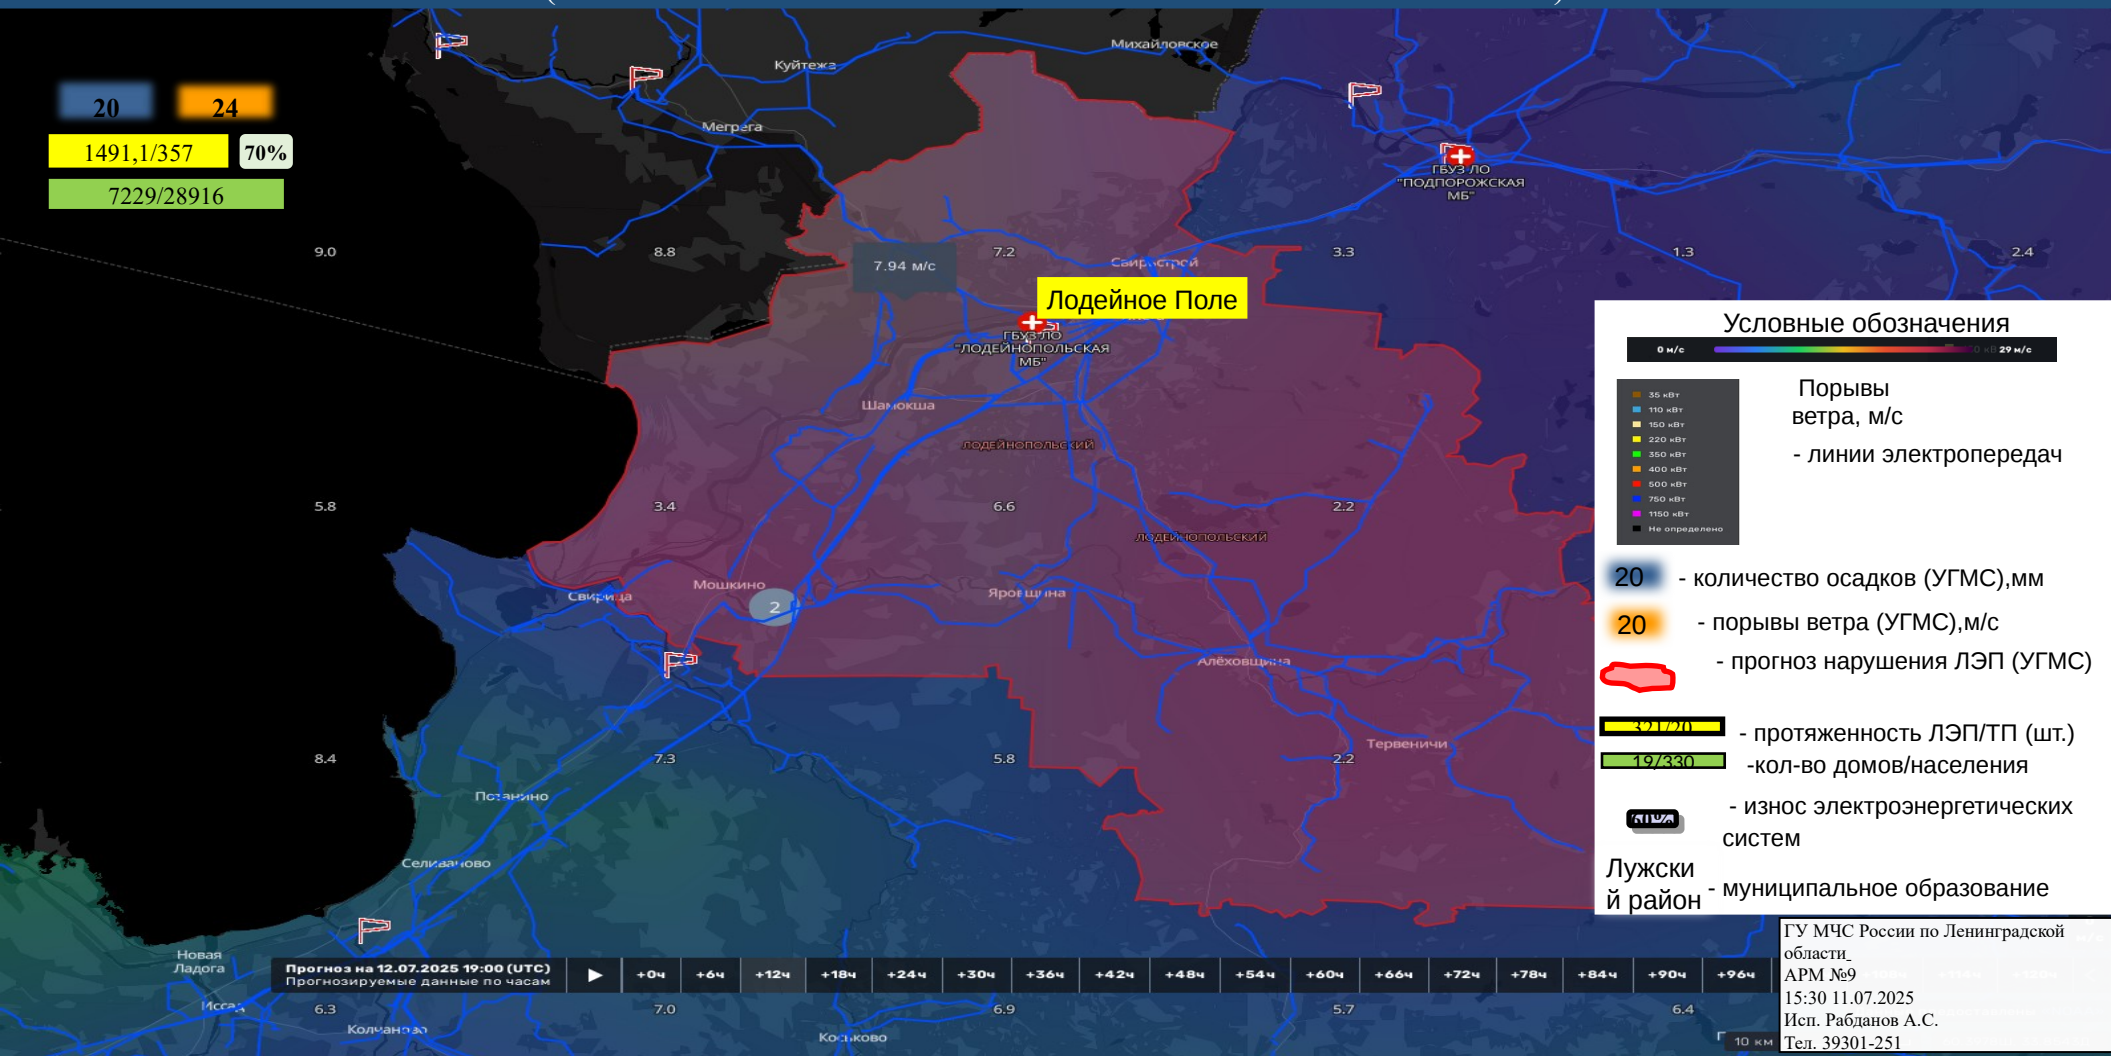 20
24
1491,1/357
70%
7229/28916
Михайловское
Куйтежа
Мегрега
ГБУЗ ЛО
"ПОДПОРОЖСКАЯ
МБ"
9.0
8.8
7.2
3.3
1.3
2.4
7.94 м/с
Свирьстрой
Лодейное Поле
ГБУЗ ЛО
"ЛОДЕЙНОПОЛЬСКАЯ
МБ"
Шамокша
ЛОДЕЙНОПОЛЬСКИЙ
5.8
3.4
6.6
2.2
ЛОДЕЙНОПОЛЬСКИЙ
Мошкино
Свирица
2
Яровщина
Алёховщина
Тервеничи
8.4
7.3
5.8
2.2
Потанино
Селиваново
Новая
Ладога
Иссад
Колчаново
Коськово
6.3
7.0
6.9
5.7
6.4
Прогноз на 12.07.2025 19:00 (UTC)
Прогнозируемые данные по часам
+0ч +6ч +12ч +18ч +24ч +30ч +36ч +42ч +48ч +54ч +60ч +66ч +72ч +78ч +84ч +90ч +96ч
10 км
Условные обозначения
0 м/с
29 м/с
35 кВт
110 кВт
150 кВт
220 кВт
350 кВт
400 кВт
500 кВт
750 кВт
1150 кВт
Не определено
Порывы
ветра, м/с
- линии электропередач
20 - количество осадков (УГМС),мм
20 - порывы ветра (УГМС),м/с
- прогноз нарушения ЛЭП (УГМС)
321/20 - протяженность ЛЭП/ТП (шт.)
19/330 -кол-во домов/населения
- износ электроэнергетических
систем
Лужски
й район - муниципальное образование
ГУ МЧС России по Ленинградской
области_
АРМ №9
15:30 11.07.2025
Исп. Рабданов А.С.
Тел. 39301-251